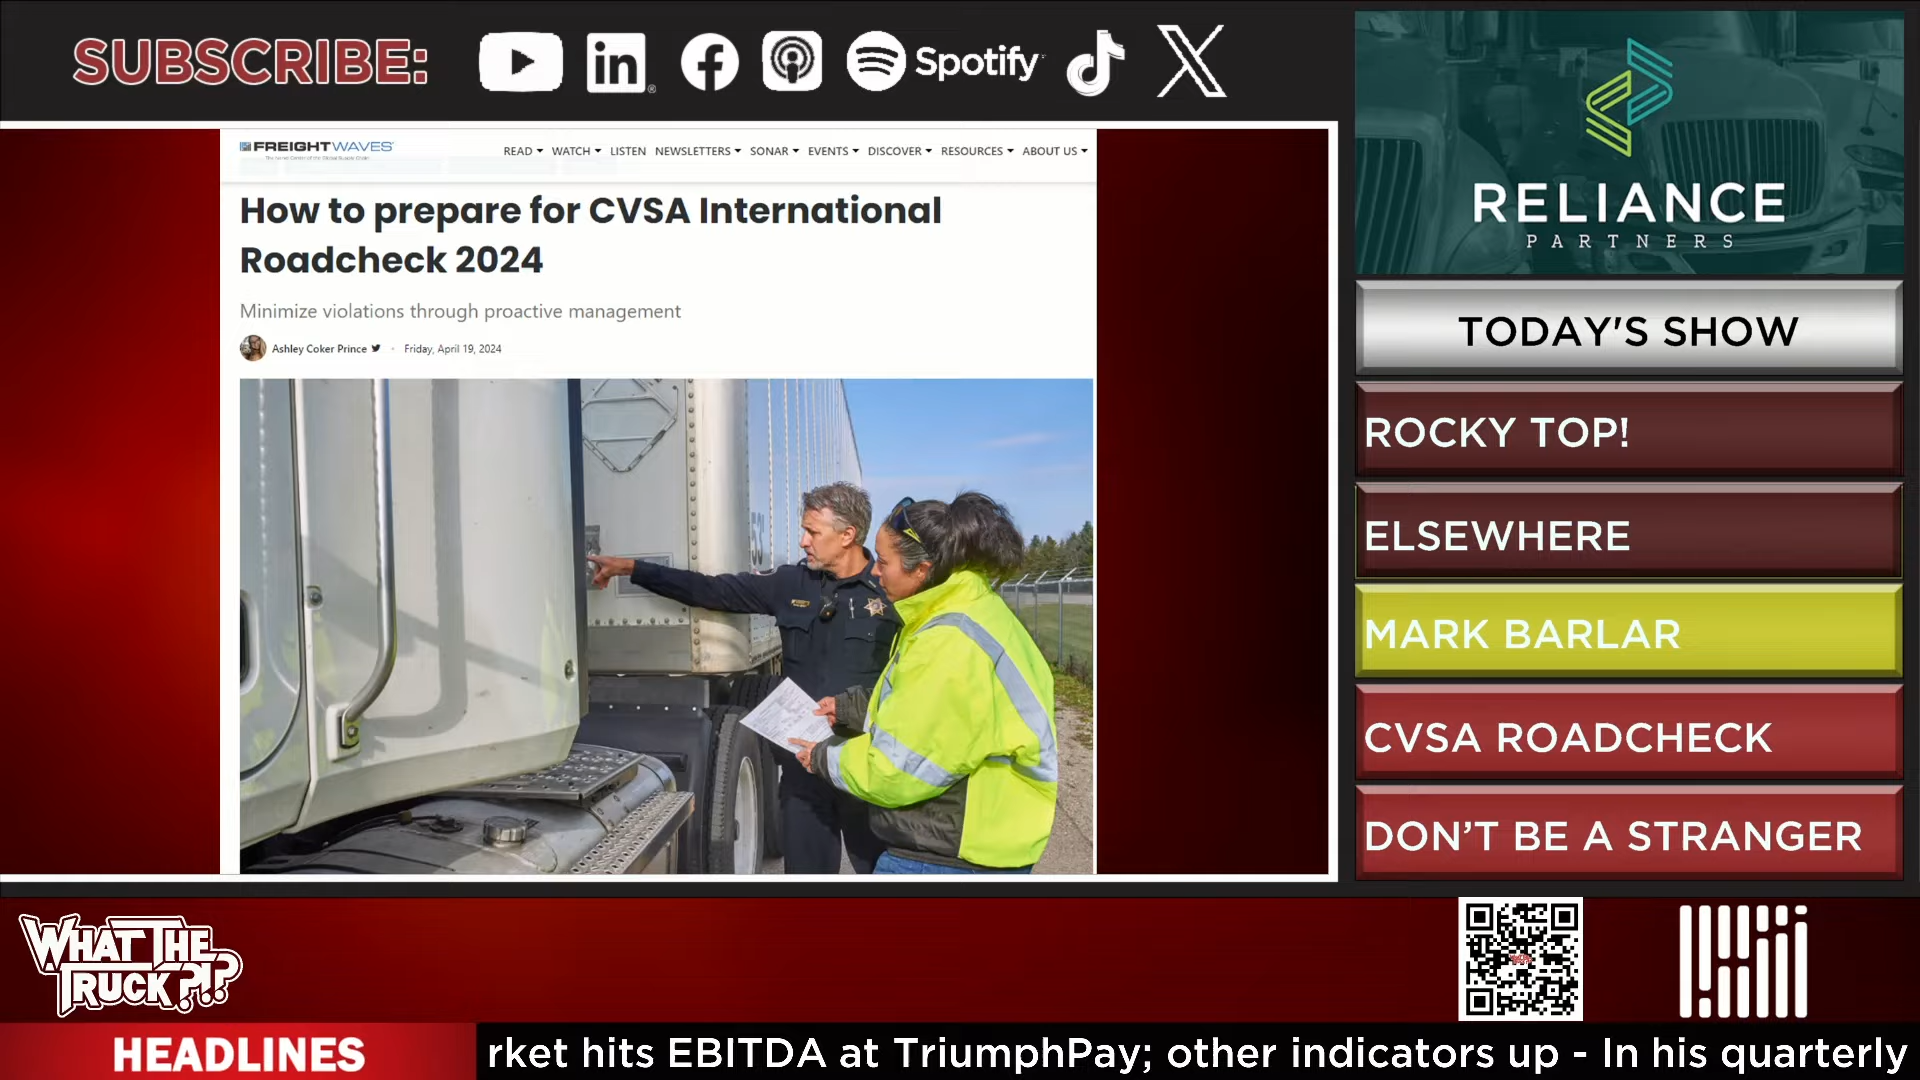 SUBSCRIBE:
in
Spotify
FREIGHTWAVES
READ WATCH LISTEN NEWSLETTERS SONAR EVENTS DISCOVER RESOURCES ABOUT US
How to prepare for CVSA International
Roadcheck 2024
Minimize violations through proactive management
Ashley Coker Prince · Friday, April 19, 2024
RELIANCE
PARTNERS
TODAY'S SHOW
ROCKY TOP!
ELSEWHERE
MARK BARLAR
CVSA ROADCHECK
DON’T BE A STRANGER
WHAT THE
TRUCK?!?
HEADLINES
rket hits EBITDA at TriumphPay; other indicators up - In his quarterly